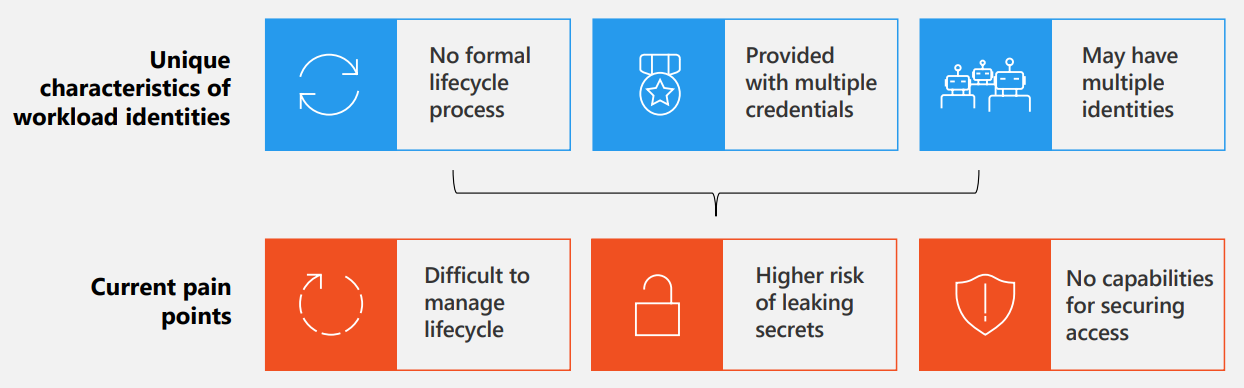 Unique
characteristics of
workload identities
No formal
lifecycle
process
Provided
with multiple
credentials
May have
multiple
identities
Current pain
points
Difficult to
manage
lifecycle
Higher risk
of leaking
secrets
No capabilities
for securing
access